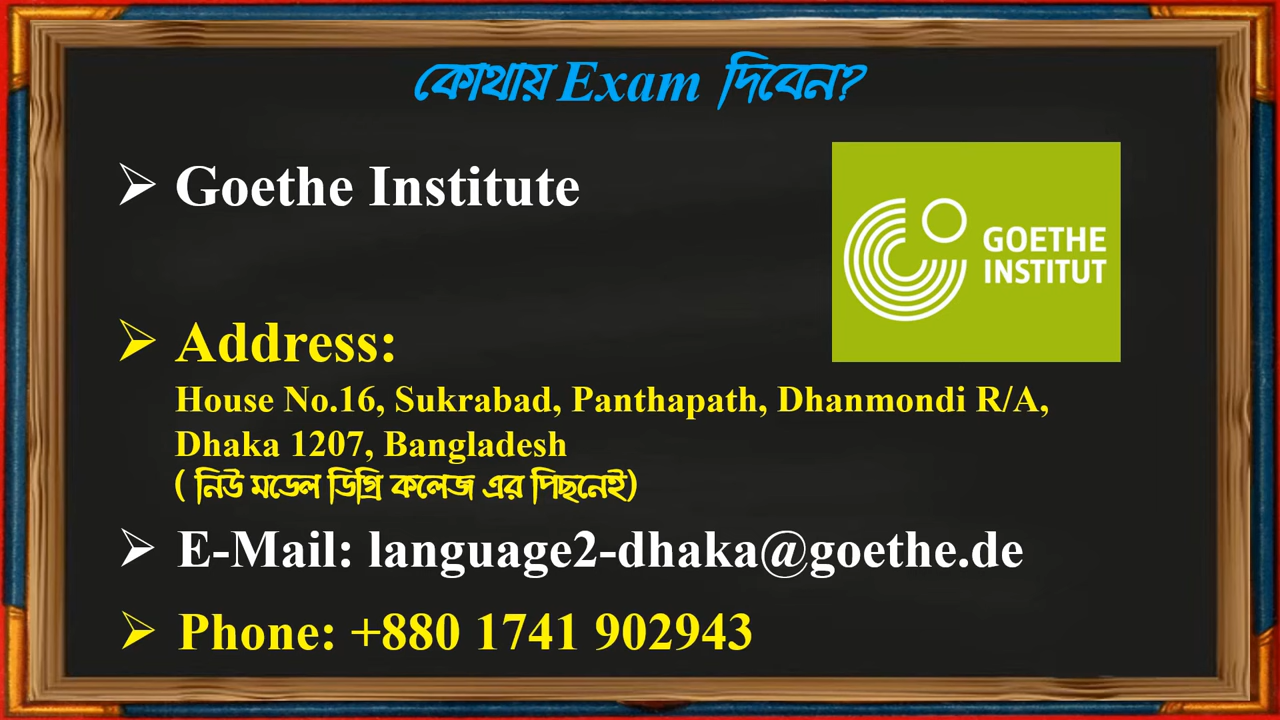 কোথায় Exam দিবেন?
Goethe Institute
GOETHE
INSTITUT
Address:
House No.16, Sukrabad, Panthapath, Dhanmondi R/A,
Dhaka 1207, Bangladesh
( নিউ মডেল ডিগ্রি কলেজ এর পিছনেই)
E-Mail: language2-dhaka@goethe.de
Phone: +880 1741 902943